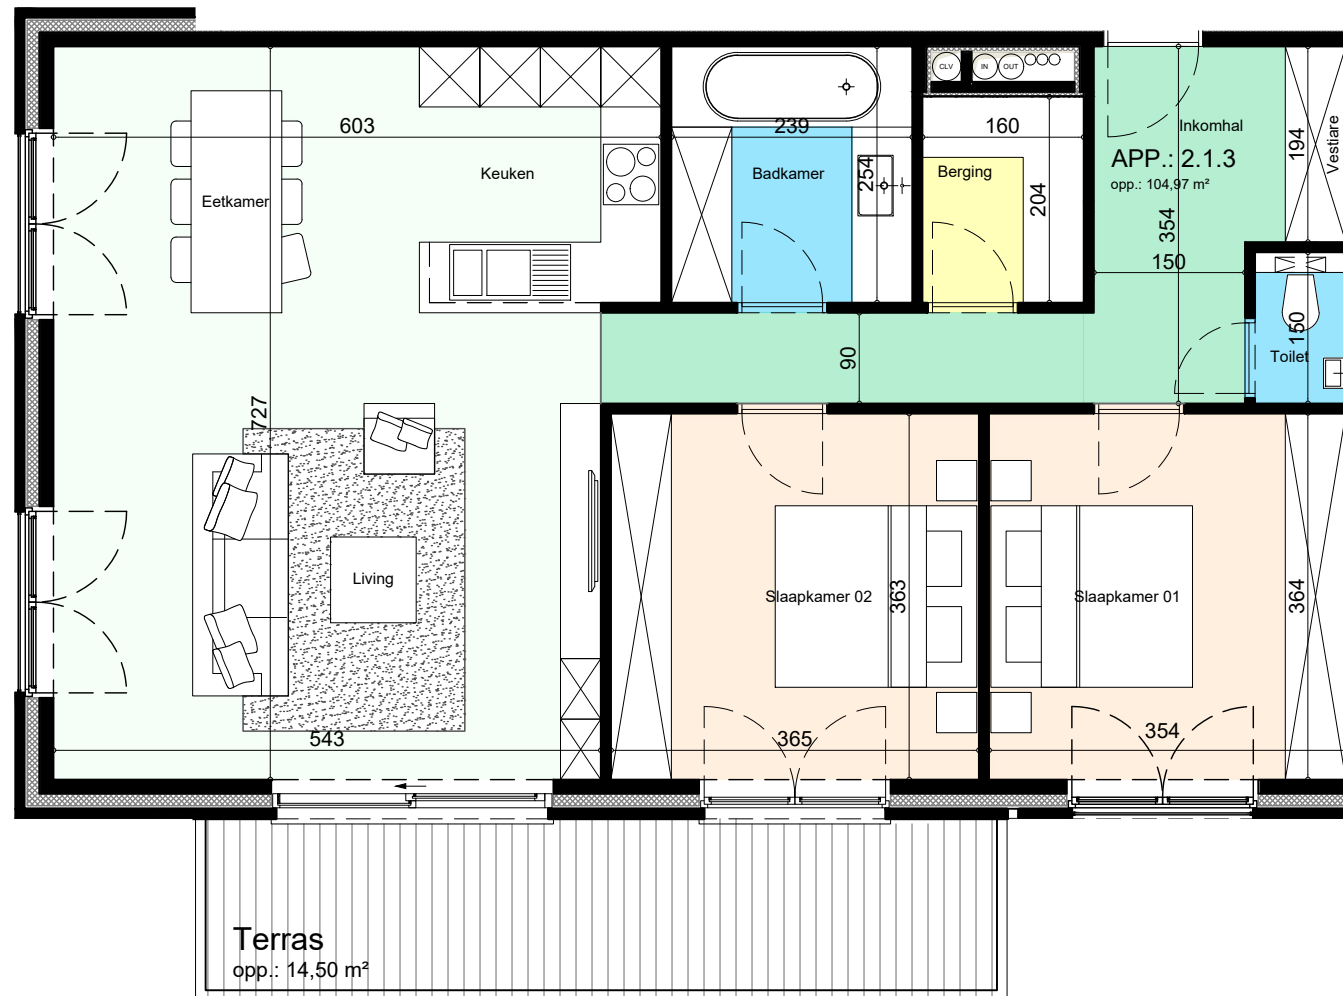 CLV
IN
OUT
603
239
160
Inkomhal
194
Vestiare
APP.: 2.1.3
opp.: 104,97 m²
Keuken
Badkamer
254
Berging
204
354
Eetkamer
150
90
150
Toilet
727
Living
Slaapkamer 02
363
Slaapkamer 01
364
543
365
354
Terras
opp.: 14,50 m²